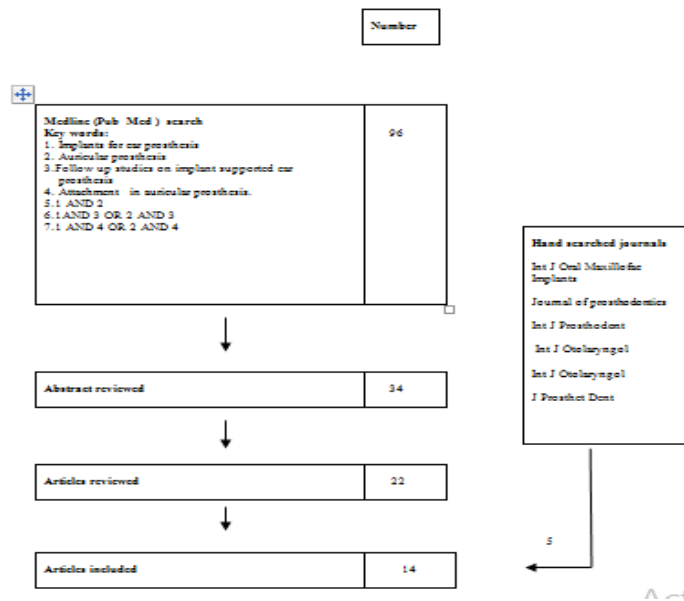 Number
Medline (Pub Med ) search
96
Key words:
1. Implants for ear prosthesis
2. Auricular prosthesis
3.Follow up studies on implant supported ear
prosthesis
4. Attachment in auricular prosthesis.
5.1 AND 2
6.1AND 3 OR 2 AND 3
7.1 AND 4 OR 2 AND 4
Hand searched journals
Int J Oral Maxillofac
Implants
Journal of prosthodontics
Int J Prosthodont
Int J Otolaryngol
Int J Otolaryngol
J Prosthet Dent
Abstract reviewed
34
Articles reviewed
22
5
Articles included
14